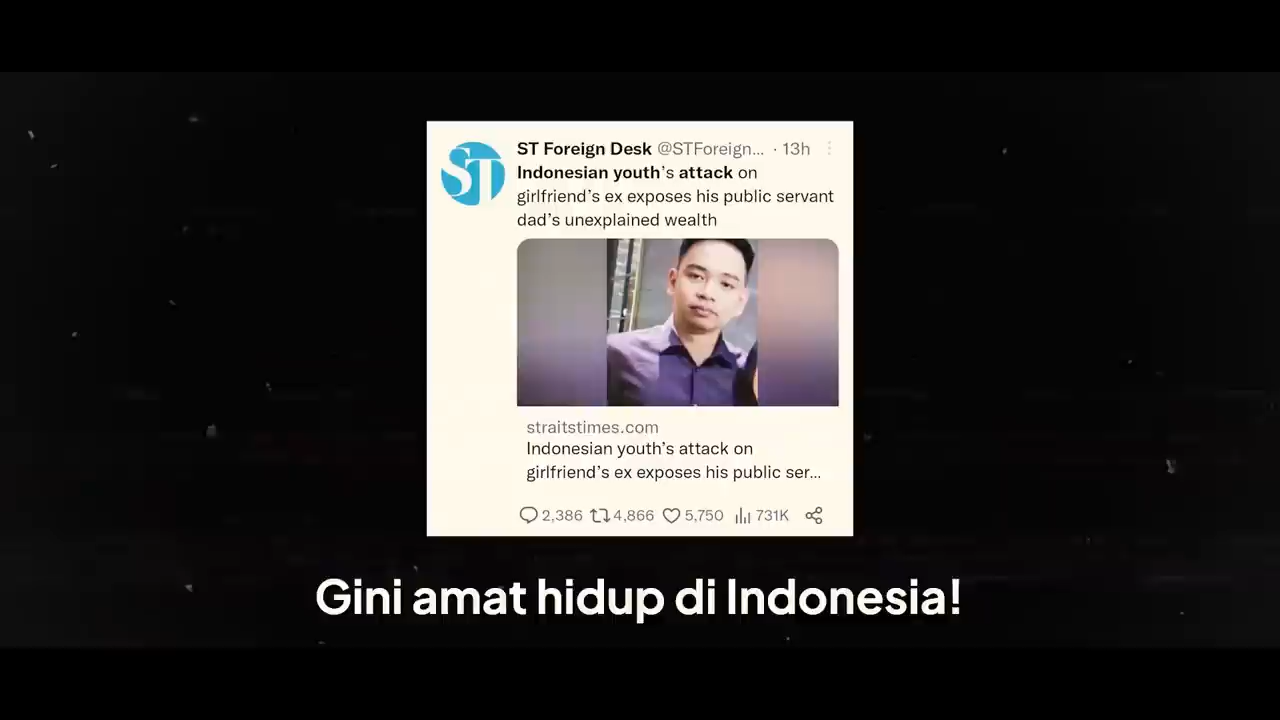 ST
ST Foreign Desk @STForeign... · 13h
Indonesian youth's attack on
girlfriend's ex exposes his public servant
dad's unexplained wealth
straitstimes.com
Indonesian youth's attack on
girlfriend's ex exposes his public ser...
2,386 4,866 5,750 731K
Gini amat hidup di Indonesia!